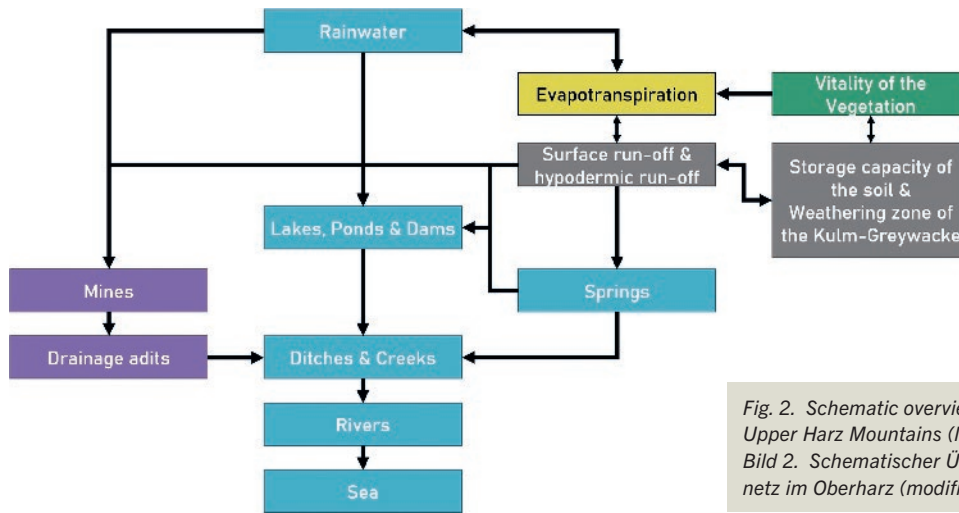 Rainwater
Evapotranspiration
Vitality of the
Vegetation
Surface run-off &
hypodermic run-off
Storage capacity of
the soil &
Weathering zone of
the Kulm-Greywacke
Lakes, Ponds & Dams
Mines
Springs
Drainage adits
Ditches & Creeks
Rivers
Sea
Fig. 2. Schematic
Upper Harz Mountains
Bild 2. Schematischer
netz im Oberharz